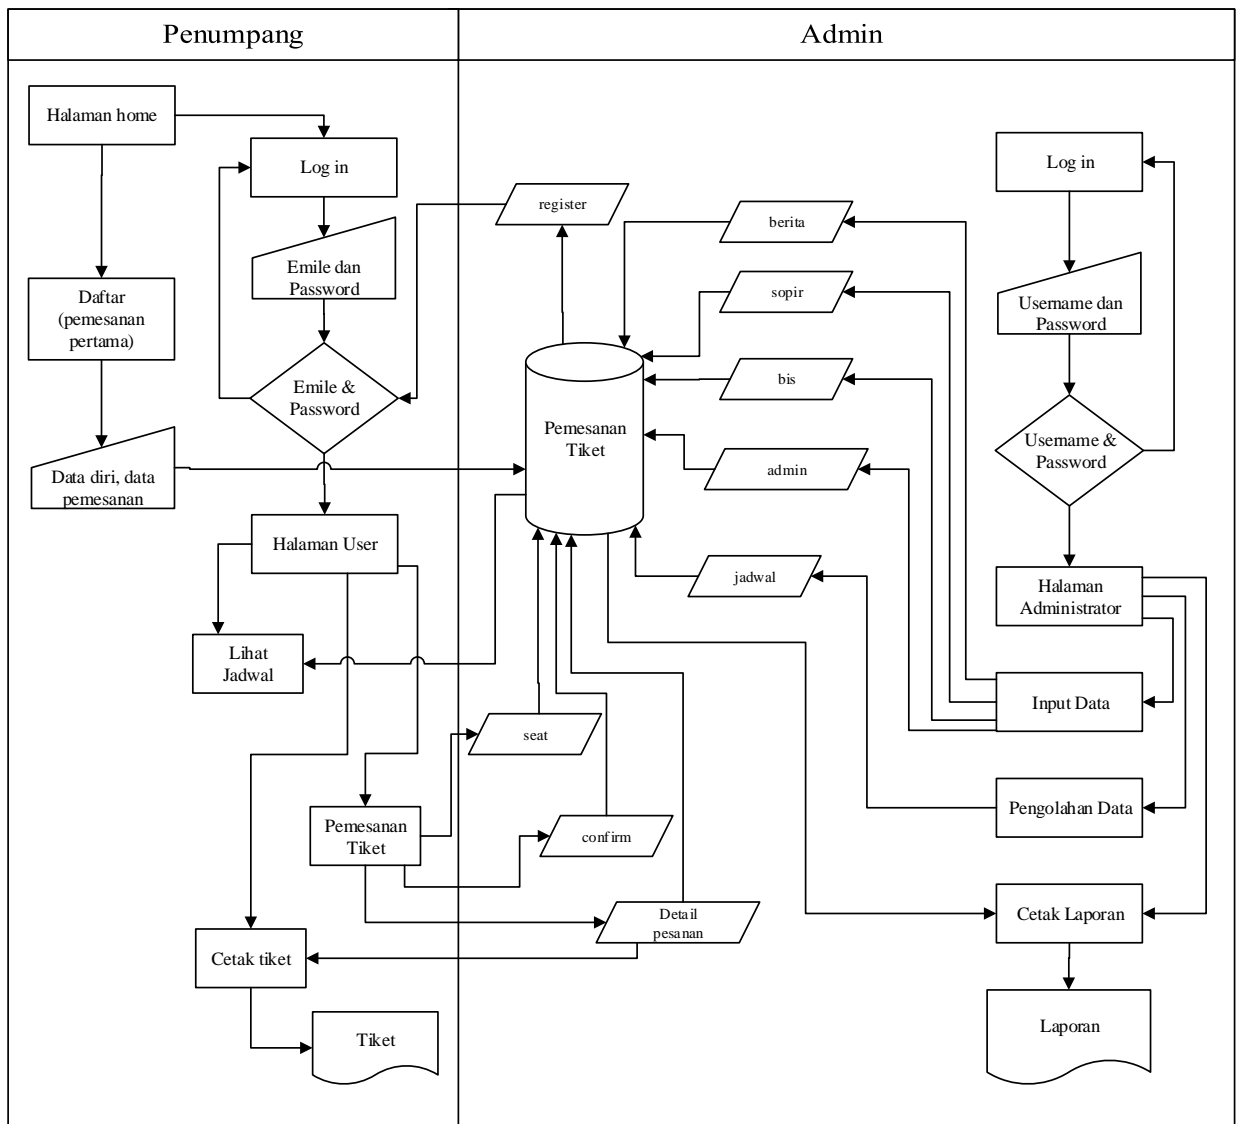 Penumpang
Admin
Halaman home
Log in
Log in
register
berita
Emile dan
Password
sopir
Daftar
(pemesanan
pertama)
Username dan
Password
Emile &
Password
bis
Pemesanan
Tiket
Username &
Password
admin
Data diri, data
pemesanan
Halaman User
jadwal
Halaman
Administrator
Lihat
Jadwal
Input Data
seat
Pengolahan Data
Pemesanan
Tiket
confirm
Detail
pesanan
Cetak Laporan
Cetak tiket
Tiket
Laporan